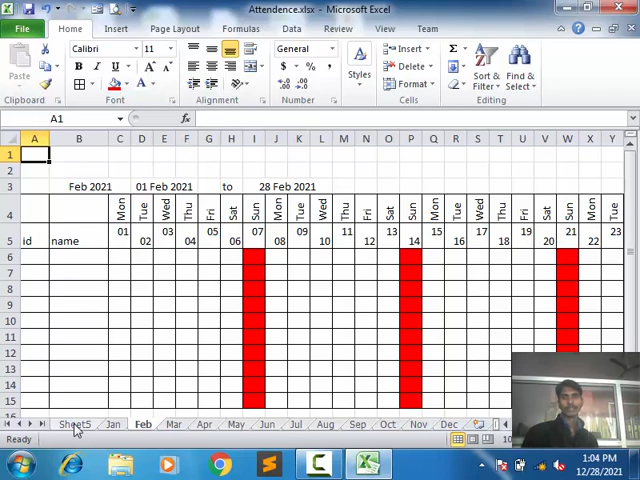 Attendence.xlsx - Microsoft Excel
File Home Insert Page Layout Formulas Data Review View
Paste Calibri 11 General Styles Insert Delete Format Sort & Filter Find & Select
Clipboard Font Alignment Number Cells Editing
A1 fx
A B C D E F G H I J K L M N O P Q R S T U V W X Y
1
2
3 Feb 2021 01 Feb 2021 to 28 Feb 2021
4 Mon Tue Wed Thu Fri Sat Sun Mon Tue Wed Thu Fri Sat Sun Mon Tue Wed Thu Fri Sat Sun Mon Tue
5 id name 01 02 03 04 05 06 07 08 09 10 11 12 13 14 15 16 17 18 19 20 21 22 23
6
7
8
9
10
11
12
13
14
15
16
Sheet5 Jan Feb Mar Apr May Jun Jul Aug Sep Oct Nov Dec
Ready 10
1:04 PM
12/28/2021